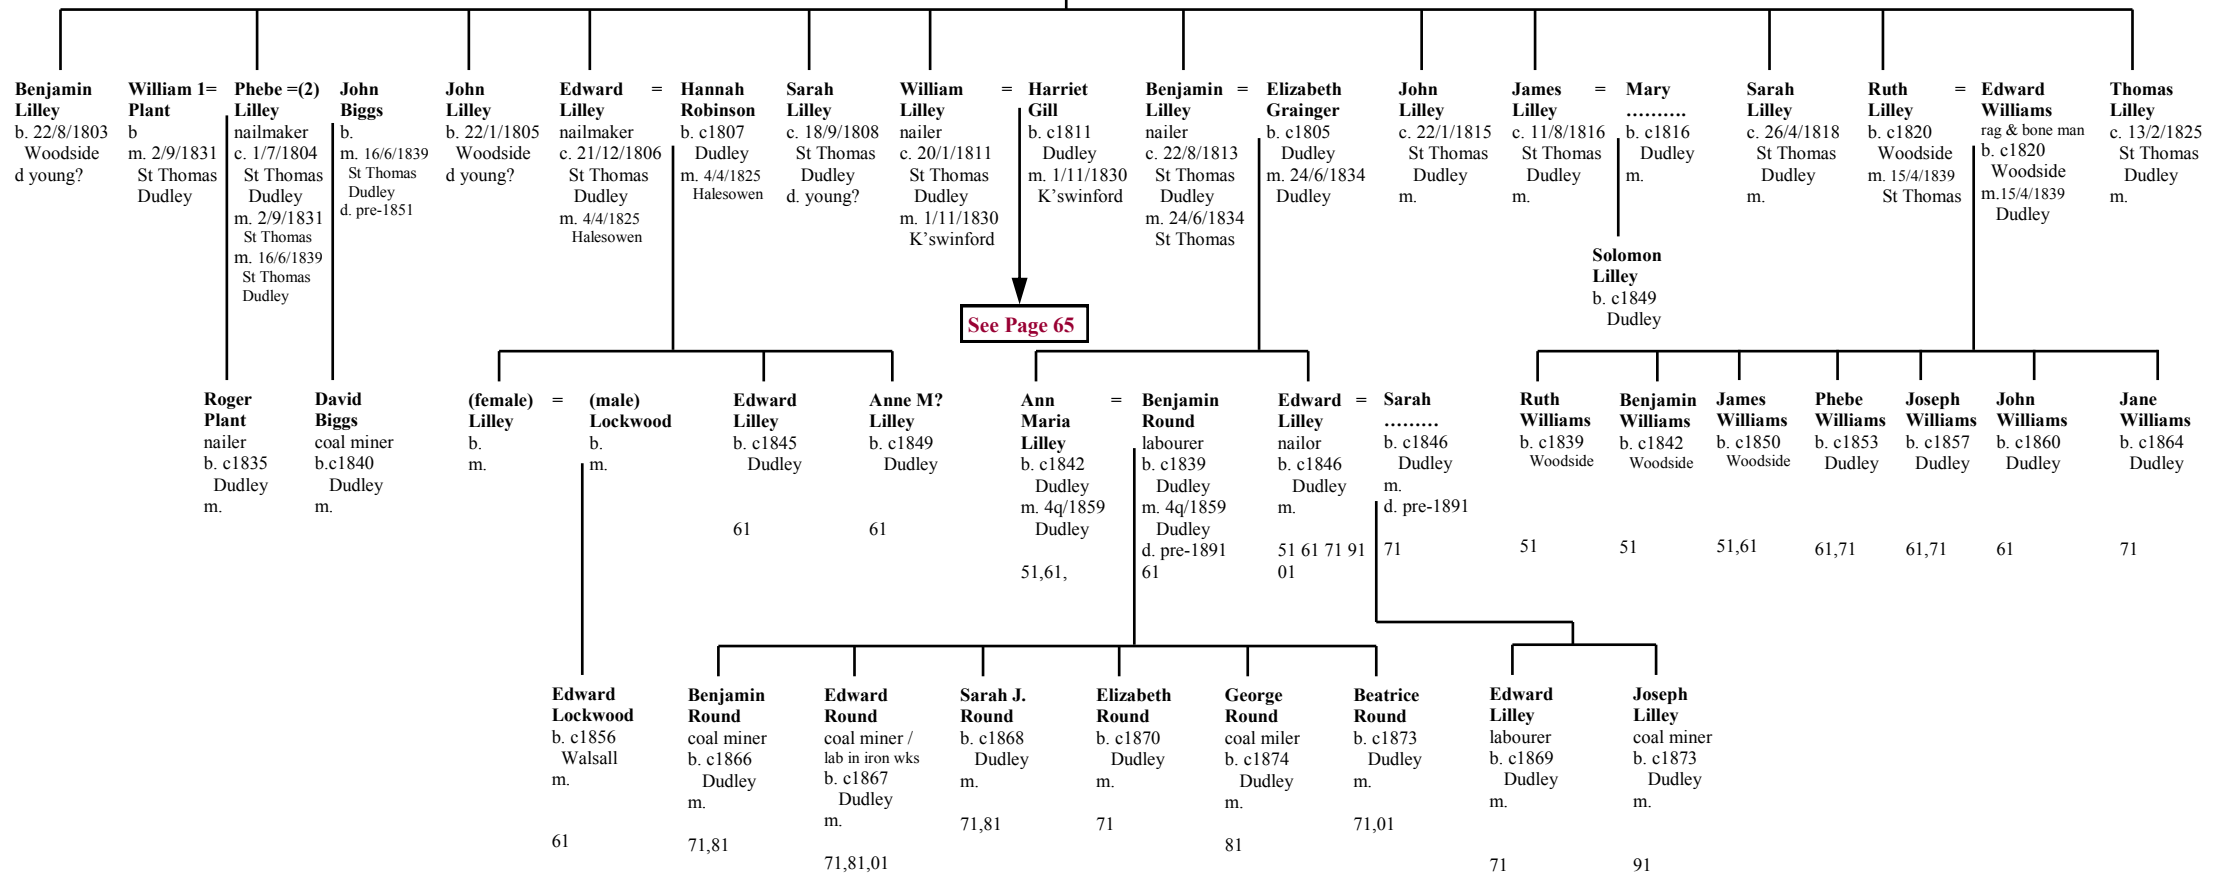 Benjamin
Lilley
b. 22/8/1803
Woodside
d young?
William 1=
Plant
b
m. 2/9/1831
St Thomas
Dudley
Phebe =(2)
Lilley
nailmaker
c. 1/7/1804
St Thomas
Dudley
m. 2/9/1831
St Thomas
m. 16/6/1839
St Thomas
Dudley
John
Biggs
b.
m. 16/6/1839
St Thomas
Dudley
d. pre-1851
John
Lilley
b. 22/1/1805
Woodside
d young?
Edward =
Lilley
nailmaker
c. 21/12/1806
St Thomas
Dudley
m. 4/4/1825
Halesowen
Hannah
Robinson
b. c1807
Dudley
m. 4/4/1825
Halesowen
Sarah
Lilley
c. 18/9/1808
St Thomas
Dudley
d. young?
William =
Lilley
nailer
c. 20/1/1811
St Thomas
Dudley
m. 1/11/1830
K’swinford
Harriet
Gill
b. c1811
Dudley
m. 1/11/1830
K’swinford
See Page 65
Benjamin =
Lilley
nailer
c. 22/8/1813
St Thomas
Dudley
m. 24/6/1834
St Thomas
Elizabeth
Grainger
b. c1805
Dudley
m. 24/6/1834
Dudley
John
Lilley
c. 22/1/1815
St Thomas
Dudley
m.
James =
Lilley
c. 11/8/1816
St Thomas
Dudley
m.
Mary
……….
b. c1816
Dudley
m.
Solomon
Lilley
b. c1849
Dudley
Sarah
Lilley
c. 26/4/1818
St Thomas
Dudley
m.
Ruth =
Lilley
b. c1820
Woodside
m. 15/4/1839
St Thomas
Edward
Williams
rag & bone man
b. c1820
Woodside
m.15/4/1839
Dudley
Thomas
Lilley
c. 13/2/1825
St Thomas
Dudley
m.
Roger
Plant
nailer
b. c1835
Dudley
m.
David
Biggs
coal miner
b.c1840
Dudley
m.
(female) =
Lilley
b.
m.
(male)
Lockwood
b.
m.
Edward
Lilley
b. c1845
Dudley
61
Anne M?
Lilley
b. c1849
Dudley
61
Ann =
Maria
Lilley
b. c1842
Dudley
m. 4q/1859
Dudley
51,61,
Benjamin
Round
labourer
b. c1839
Dudley
m. 4q/1859
Dudley
d. pre-1891
61
Edward =
Lilley
nailor
b. c1846
Dudley
m.
51 61 71 91
01
Sarah
………
b. c1846
Dudley
m.
d. pre-1891
71
Ruth
Williams
b. c1839
Woodside
51
Benjamin
Williams
b. c1842
Woodside
51
James
Williams
b. c1850
Woodside
51,61
Phebe
Williams
b. c1853
Dudley
61,71
Joseph
Williams
b. c1857
Dudley
61,71
John
Williams
b. c1860
Dudley
61
Jane
Williams
b. c1864
Dudley
71
Edward
Lockwood
b. c1856
Walsall
m.
61
Benjamin
Round
coal miner
b. c1866
Dudley
m.
71,81
Edward
Round
coal miner /
lab in iron wks
b. c1867
Dudley
m.
71,81,01
Sarah J.
Round
b. c1868
Dudley
m.
71,81
Elizabeth
Round
b. c1870
Dudley
m.
71
George
Round
coal miler
b. c1874
Dudley
m.
81
Beatrice
Round
b. c1873
Dudley
m.
71,01
Edward
Lilley
labourer
b. c1869
Dudley
m.
71
Joseph
Lilley
coal miner
b. c1873
Dudley
m.
91